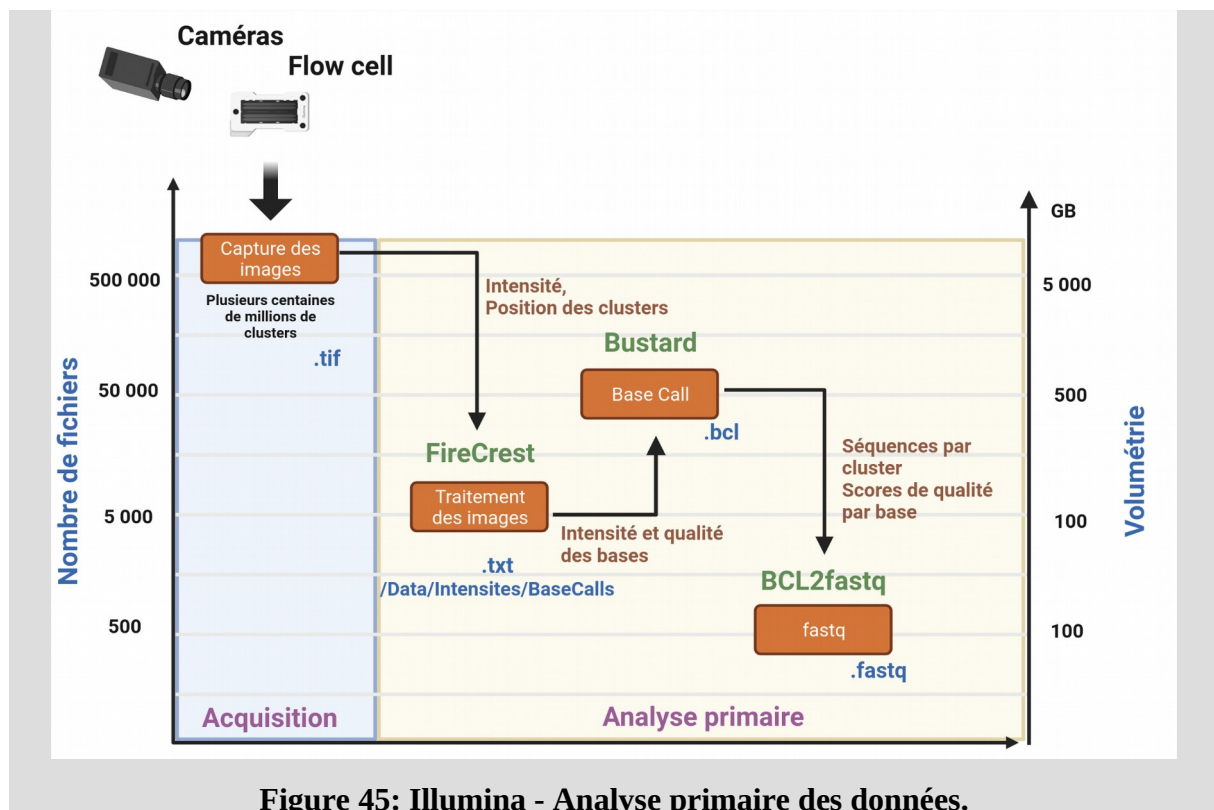 Caméras
Flow cell
GB
Capture des
images
500 000
Plusieurs centaines
de millions de
clusters
.tif
Intensité,
Position des clusters
5 000
Bustard
50 000
Base Call
500
.bcl
Nombre de fichiers
Volumétrie
FireCrest
Séquences par
cluster
Scores de qualité
par base
Traitement
des images
5 000
Intensité et qualité
des bases
100
.txt
/Data/Intensites/BaseCalls
BCL2fastq
500
fastq
100
.fastq
Acquisition
Analyse primaire
Figure 45: Illumina - Analyse primaire des données.